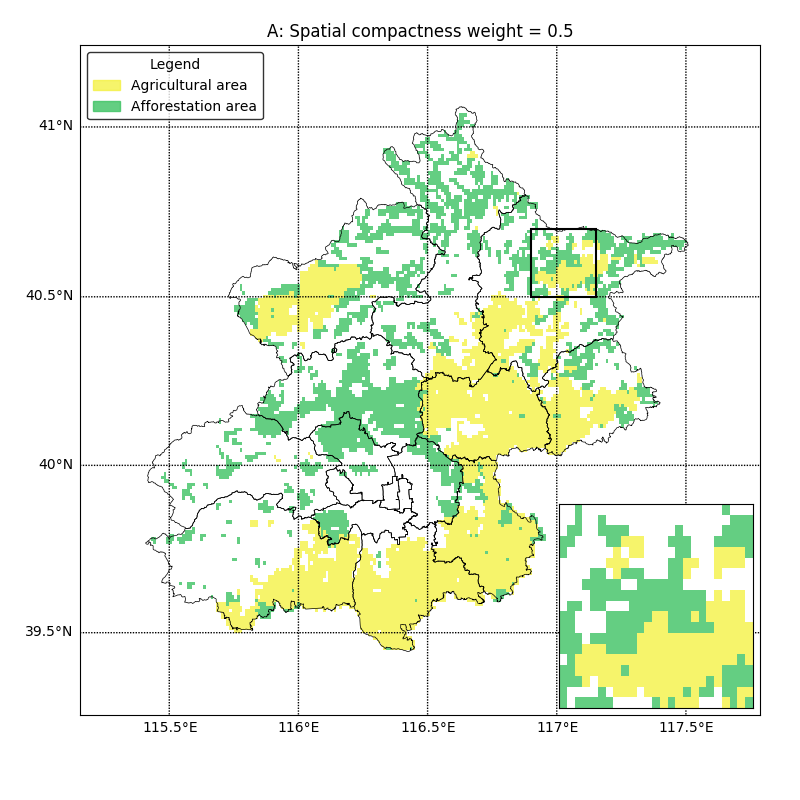 A: Spatial compactness weight = 0.5
Legend
Agricultural area
Afforestation area
41°N
40.5°N
40°N
39.5°N
115.5°E 116°E 116.5°E 117°E 117.5°E